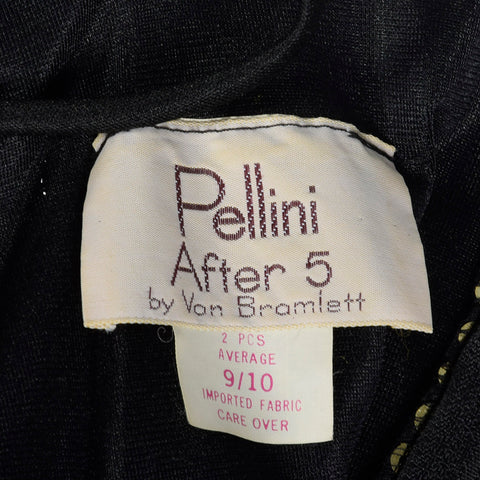 Pellini
After 5
by Von Bramlett
2 PCS
AVERAGE
9/10
IMPORTED FABRIC
CARE OVER